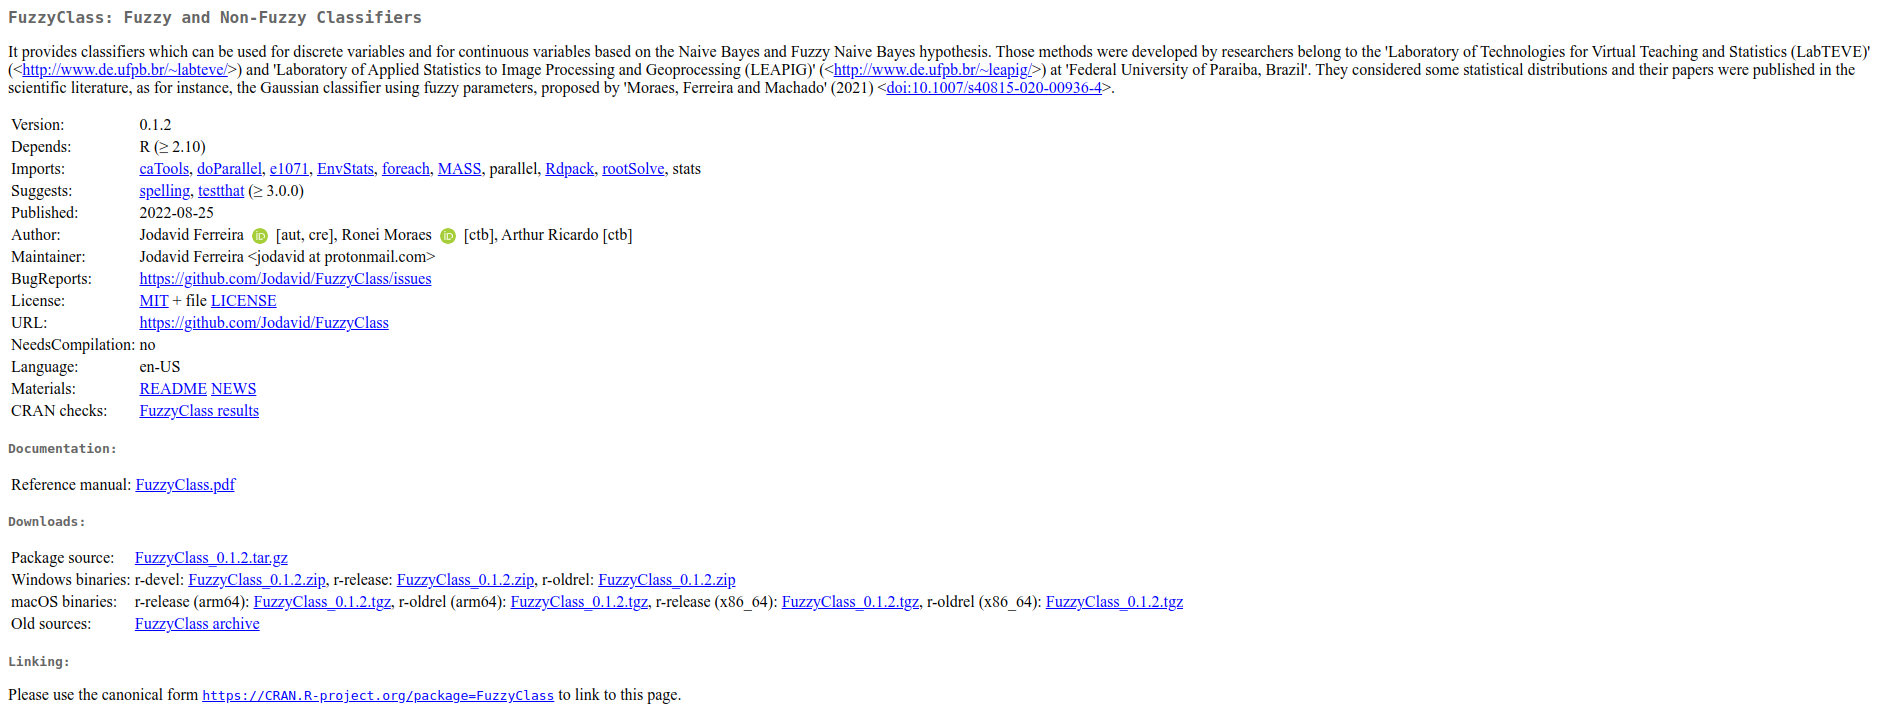 FuzzyClass: Fuzzy and Non-Fuzzy Classifiers
It provides classifiers which can be used for discrete variables and for continuous variables based on the Naive Bayes and Fuzzy Naive Bayes hypothesis. Those methods were developed by researchers belong to the 'Laboratory of Technologies for Virtual Teaching and Statistics (LabTEVE)'
(<http://www.de.ufpb.br/~labteve/>) and 'Laboratory of Applied Statistics to Image Processing and Geoprocessing (LEAPIG)' (<http://www.de.ufpb.br/~leapig/>) at 'Federal University of Paraiba, Brazil'. They considered some statistical distributions and their papers were published in the
scientific literature, as for instance, the Gaussian classifier using fuzzy parameters, proposed by 'Moraes, Ferreira and Machado' (2021) <doi:10.1007/s40815-020-00936-4>.
Version: 0.1.2
Depends: R (≥ 2.10)
Imports: caTools, doParallel, e1071, EnvStats, foreach, MASS, parallel, Rdpack, rootSolve, stats
Suggests: spelling, testthat (≥ 3.0.0)
Published: 2022-08-25
Author: Jodavid Ferreira iD [aut, cre], Ronei Moraes iD [ctb], Arthur Ricardo [ctb]
Maintainer: Jodavid Ferreira <jodavid at protonmail.com>
BugReports: https://github.com/Jodavid/FuzzyClass/issues
License: MIT + file LICENSE
URL: https://github.com/Jodavid/FuzzyClass
NeedsCompilation: no
Language: en-US
Materials: README NEWS
CRAN checks: FuzzyClass results
Documentation:
Reference manual: FuzzyClass.pdf
Downloads:
Package source: FuzzyClass_0.1.2.tar.gz
Windows binaries: r-devel: FuzzyClass_0.1.2.zip, r-release: FuzzyClass_0.1.2.zip, r-oldrel: FuzzyClass_0.1.2.zip
macOS binaries: r-release (arm64): FuzzyClass_0.1.2.tgz, r-oldrel (arm64): FuzzyClass_0.1.2.tgz, r-release (x86_64): FuzzyClass_0.1.2.tgz, r-oldrel (x86_64): FuzzyClass_0.1.2.tgz
Old sources: FuzzyClass archive
Linking:
Please use the canonical form https://CRAN.R-project.org/package=FuzzyClass to link to this page.